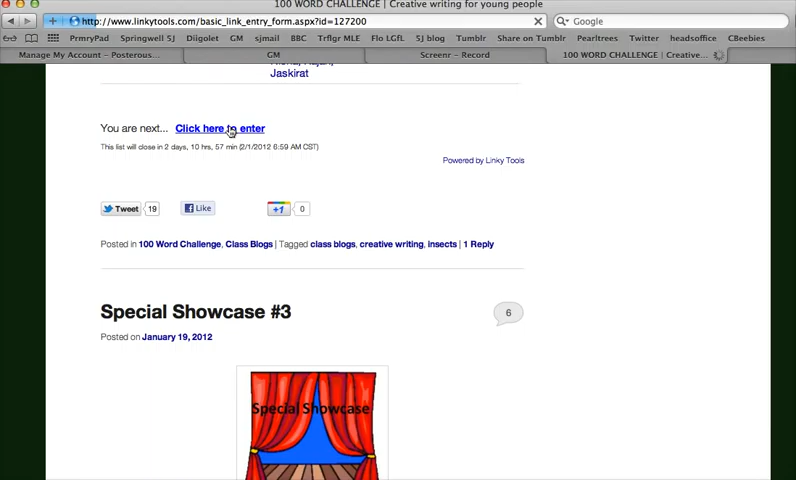 100 WORD CHALLENGE | Creative writing for young people
http://www.linkytools.com/basic_link_entry_form.aspx?id=127200
Google
PrmryPad Springwell 5J Diigolet GM sjmail BBC Trflgr MLE Flo LGfL 5J blog Tumblr Share on Tumblr Pearltrees Twitter headsoffice CBeebies
Manage My Account – Posterous... GM Screenr – Record 100 WORD CHALLENGE | Creative...
Jaskirat
You are next... Click here to enter
This list will close in 2 days, 10 hrs, 57 min (2/1/2012 6:59 AM CST)
Powered by Linky Tools
Tweet 19 Like +1 0
Posted in 100 Word Challenge, Class Blogs | Tagged class blogs, creative writing, insects | 1 Reply
Special Showcase #3
6
Posted on January 19, 2012
Special Showcase